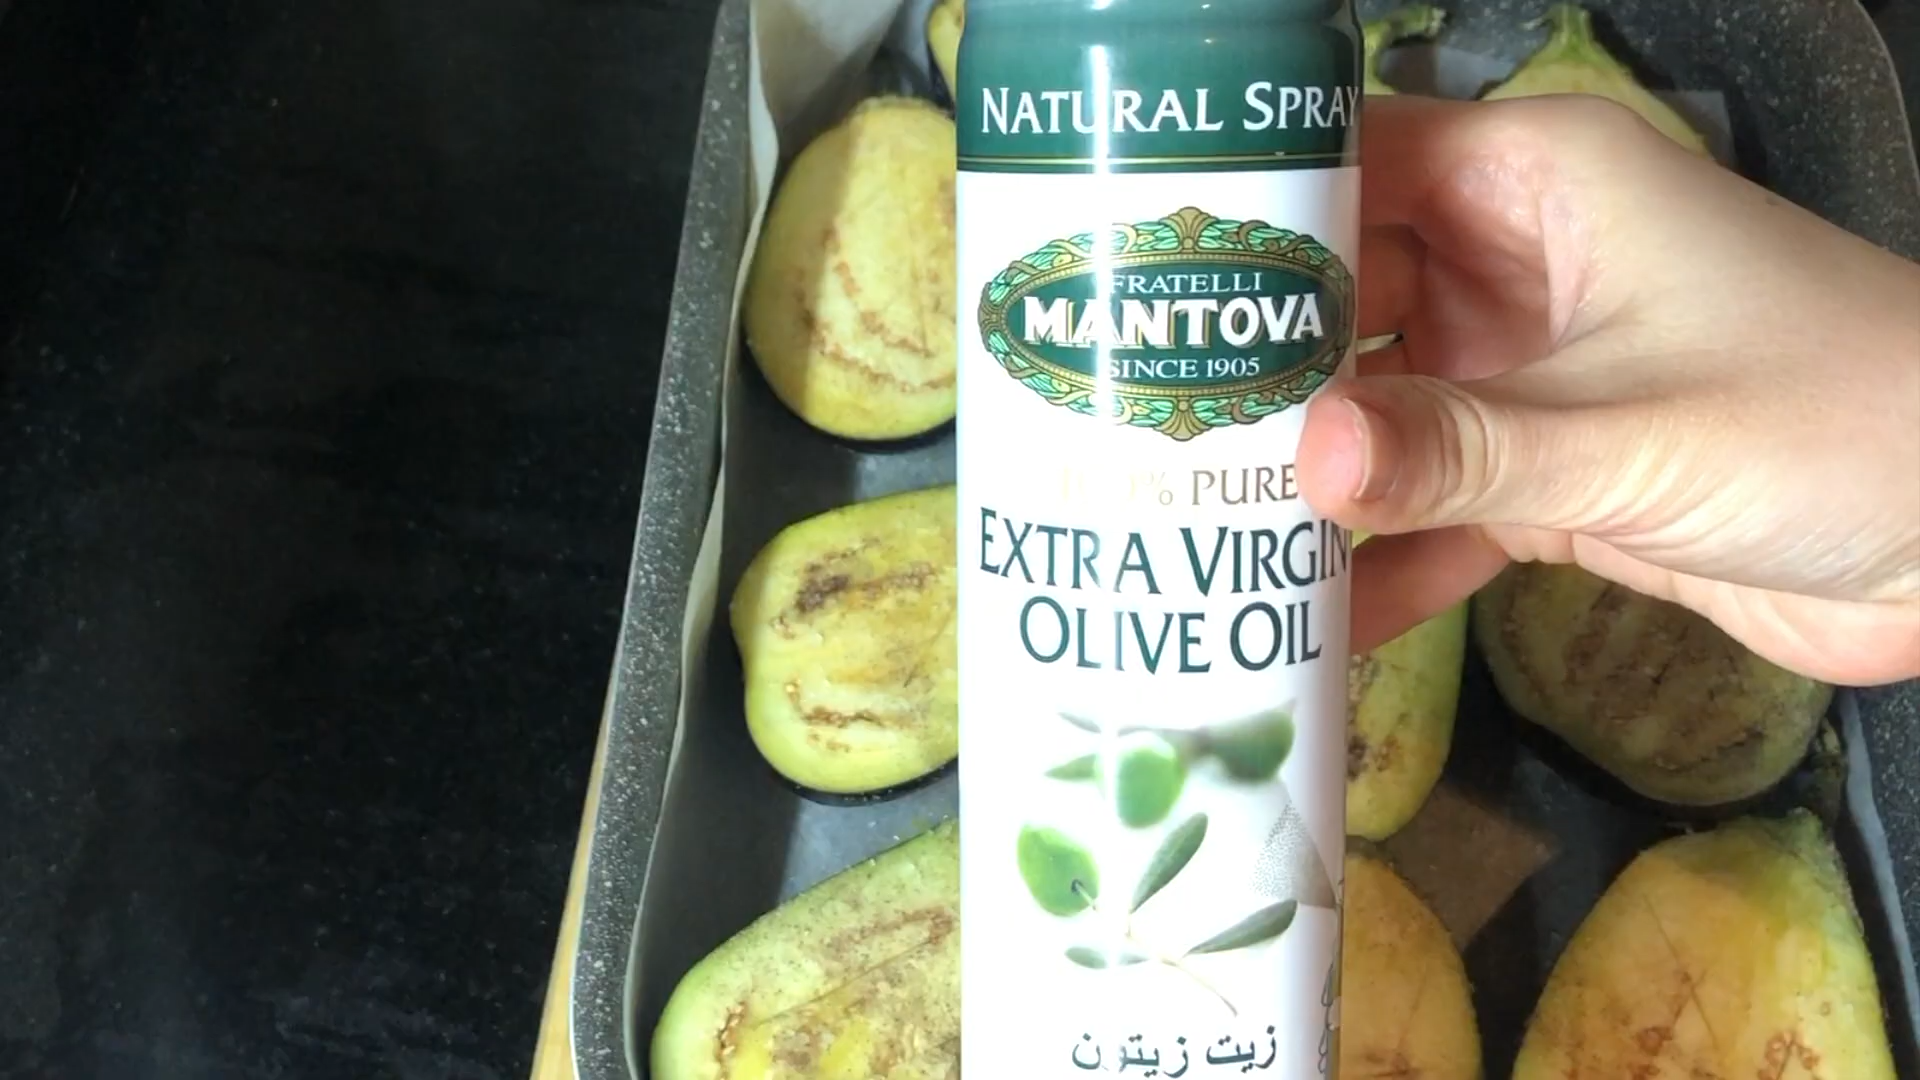 NATURAL SPRAY
FRATELLI
MANTOVA
SINCE 1905
PURE
EXTRA VIRGIN
OLIVE OIL
زيت زيتون